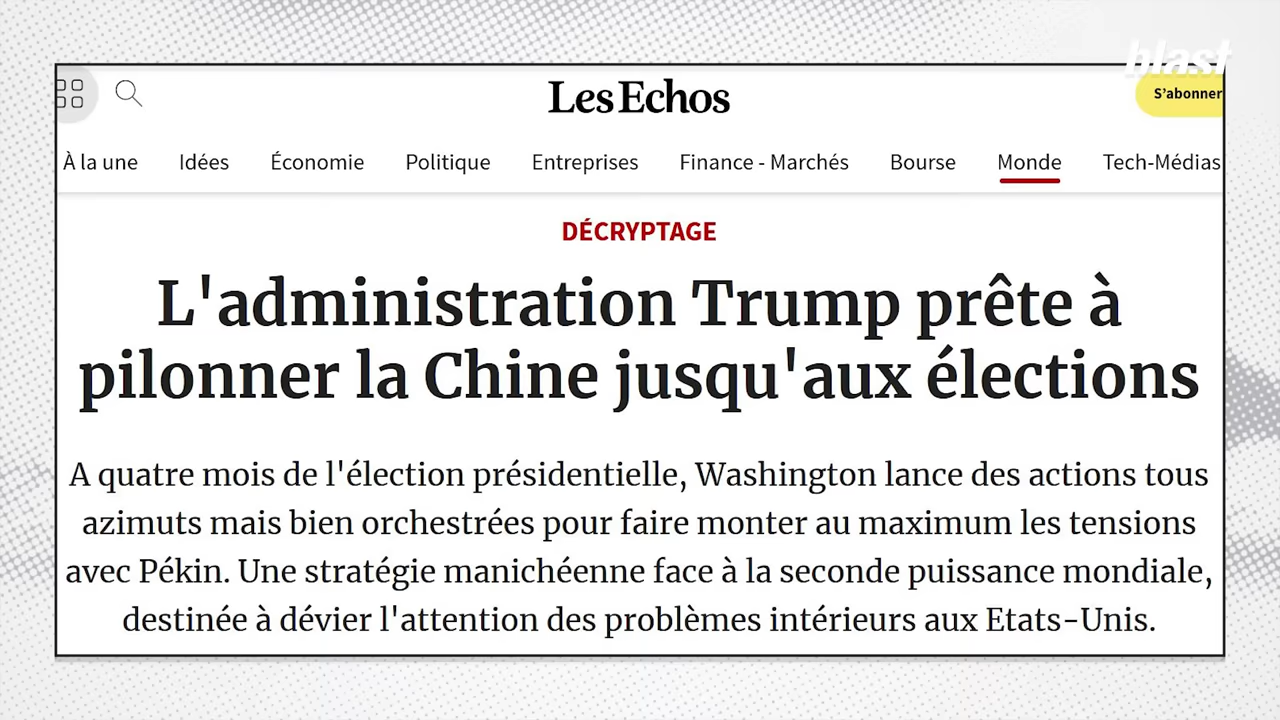 blast
Les Echos
S'abonner
À la une Idées Économie Politique Entreprises Finance - Marchés Bourse Monde Tech-Médias
DÉCRYPTAGE
L'administration Trump prête à
pilonner la Chine jusqu'aux élections
A quatre mois de l'élection présidentielle, Washington lance des actions tous
azimuts mais bien orchestrées pour faire monter au maximum les tensions
avec Pékin. Une stratégie manichéenne face à la seconde puissance mondiale,
destinée à dévier l'attention des problèmes intérieurs aux Etats-Unis.